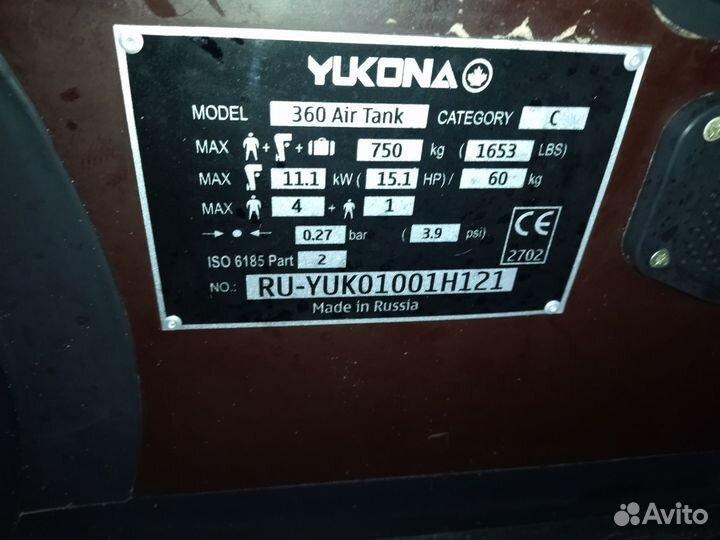 YUKONA
MODEL 360 Air Tank CATEGORY C
MAX + + 750 kg ( 1653 LBS)
MAX 11.1 kW ( 15.1 HP) / 60 kg
MAX 4 + 1
0.27 bar ( 3.9 psi)
CE
2702
ISO 6185 Part 2
NO.: RU-YUK01001H121
Made in Russia
Avito